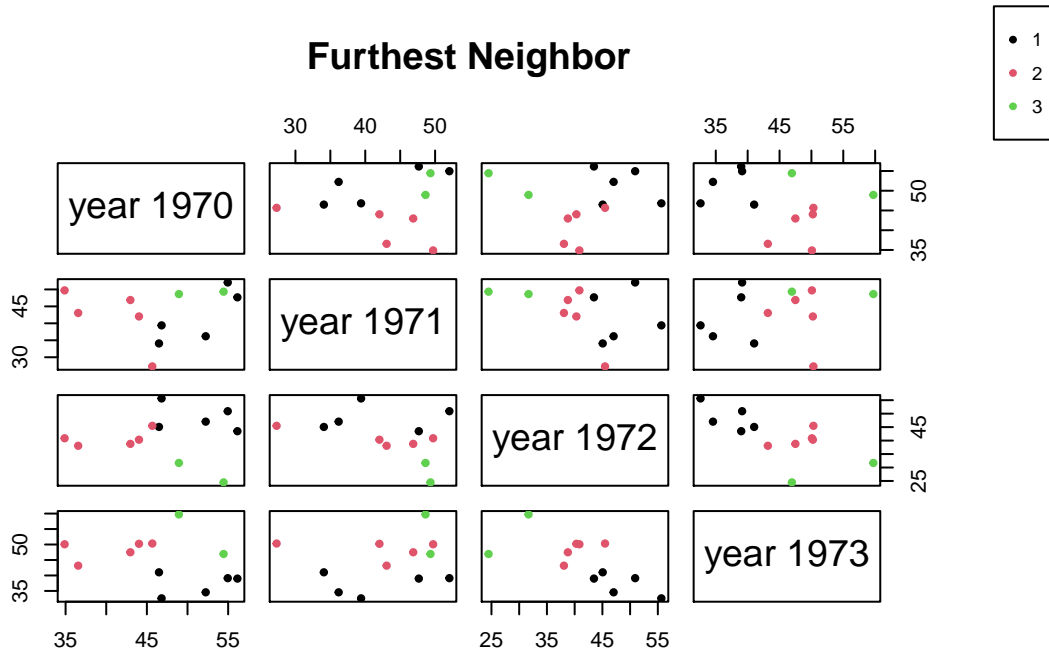 Furthest Neighbor
1
2
3
30 40 50
35 45 55
year 1970
35 50
30 45
year 1971
year 1972
25 45
35 50
year 1973
35 45 55
25 35 45 55